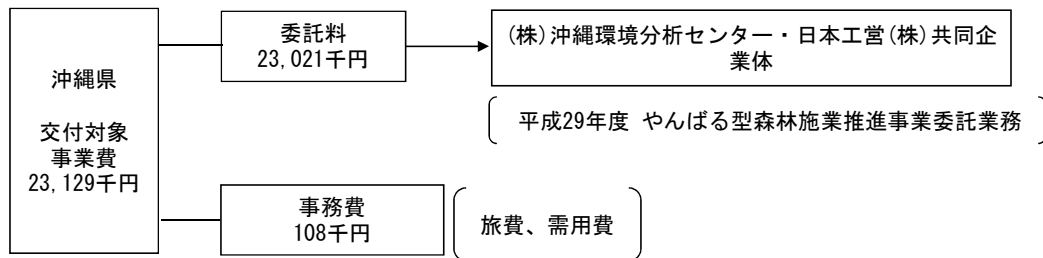 沖縄県
交付対象
事業費
23,129千円
委託料
23,021千円
(株)沖縄環境分析センター・日本工営(株)共同企
業体
平成29年度 やんばる型森林施業推進事業委託業務
事務費
108千円
旅費、需用費